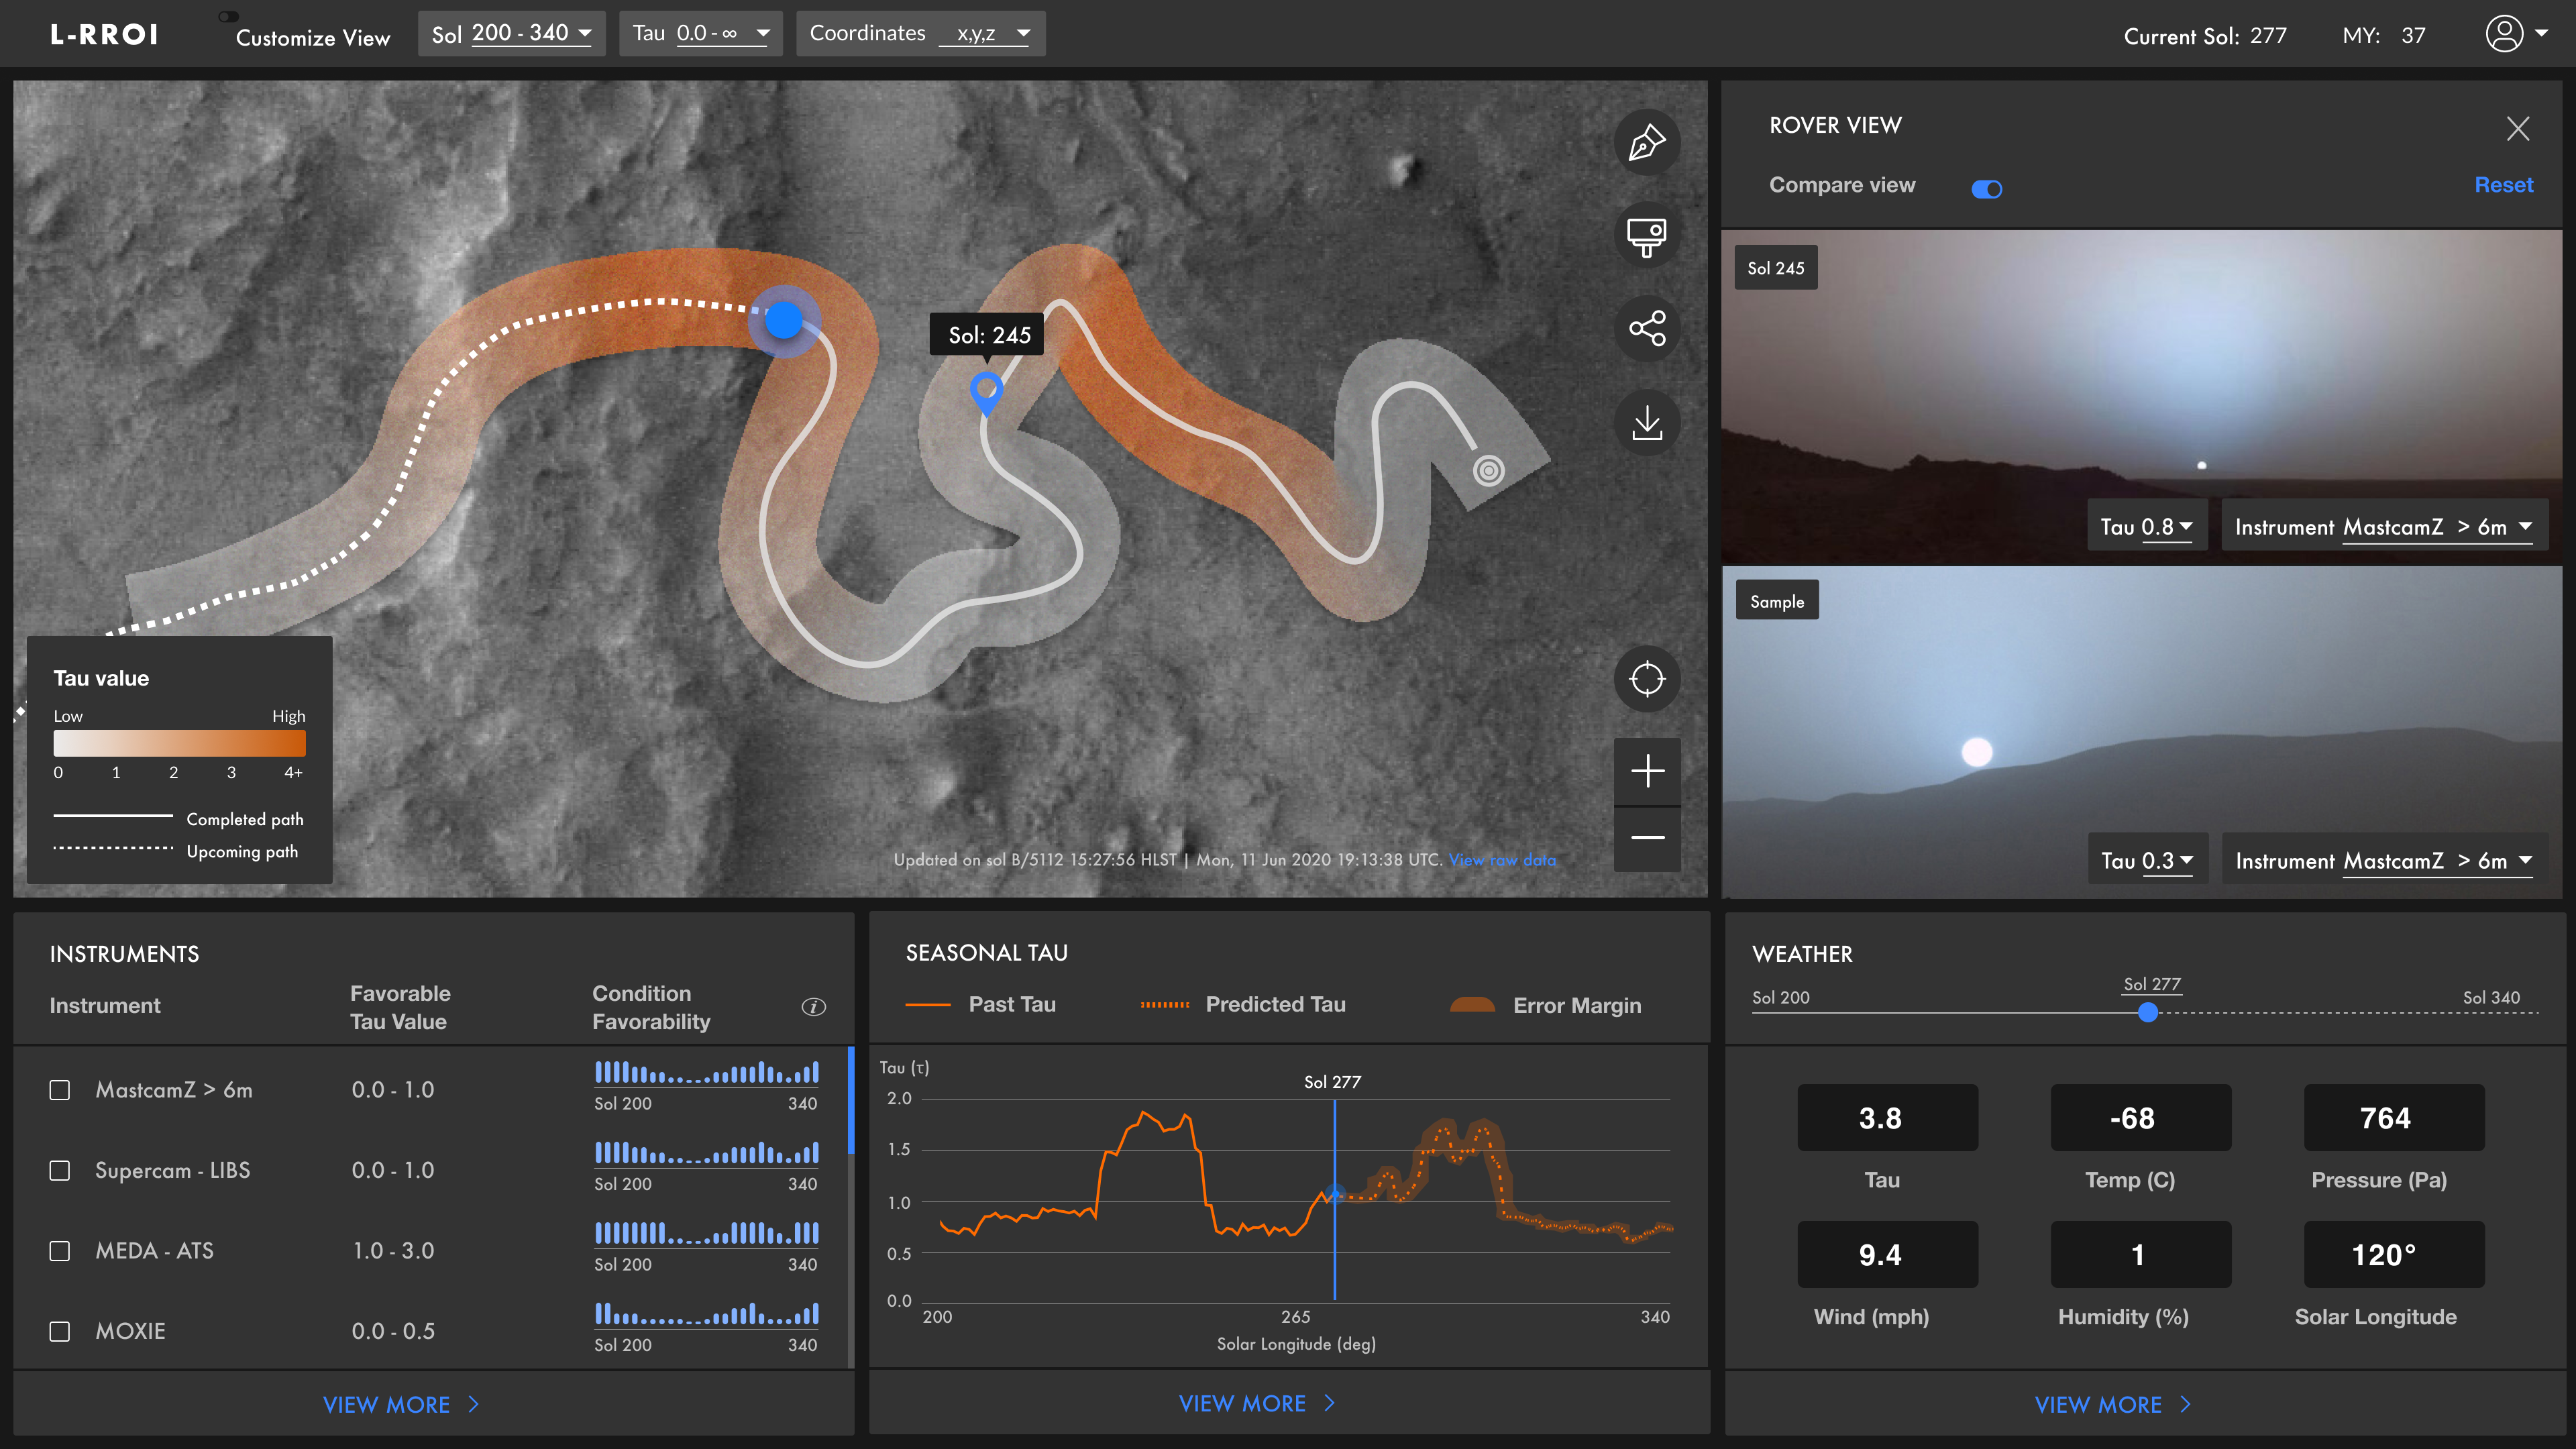 L-RROI
Customize View
Sol 200 - 340
Tau 0.0 - ∞
Coordinates x,y,z
Current Sol: 277
MY: 37
Sol: 245
Tau value
Low High
0 1 2 3 4+
Completed path
Upcoming path
Updated on sol B/5112 15:27:56 HLST | Mon, 11 Jun 2020 19:13:38 UTC. View raw data
ROVER VIEW
Compare view
Reset
Sol 245
Tau 0.8
Instrument MastcamZ > 6m
Sample
Tau 0.3
Instrument MastcamZ > 6m
INSTRUMENTS
Instrument
Favorable
Tau Value
Condition
Favorability
i
MastcamZ > 6m 0.0 - 1.0
Sol 200 340
Supercam - LIBS 0.0 - 1.0
Sol 200 340
MEDA - ATS 1.0 - 3.0
Sol 200 340
MOXIE 0.0 - 0.5
Sol 200 340
VIEW MORE >
SEASONAL TAU
Past Tau
Predicted Tau
Error Margin
Tau (τ)
Sol 277
2.0
1.5
1.0
0.5
0.0
200 265 340
Solar Longitude (deg)
VIEW MORE >
WEATHER
Sol 200
Sol 277
Sol 340
3.8 -68 764
Tau Temp (C) Pressure (Pa)
9.4 1 120°
Wind (mph) Humidity (%) Solar Longitude
VIEW MORE >